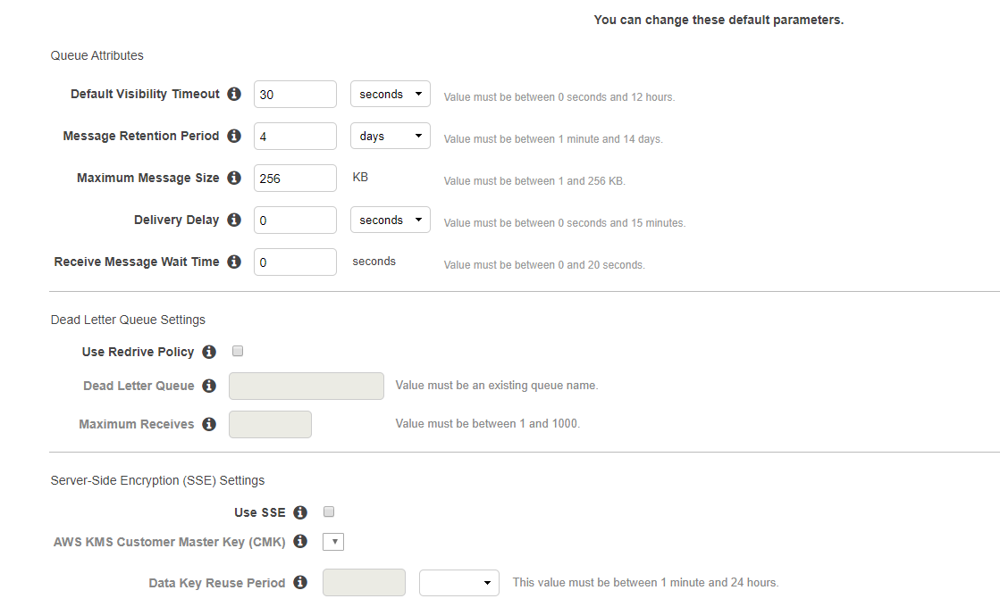 You can change these default parameters.
Queue Attributes
Default Visibility Timeout i 30 seconds Value must be between 0 seconds and 12 hours.
Message Retention Period i 4 days Value must be between 1 minute and 14 days.
Maximum Message Size i 256 KB Value must be between 1 and 256 KB.
Delivery Delay i 0 seconds Value must be between 0 seconds and 15 minutes.
Receive Message Wait Time i 0 seconds Value must be between 0 and 20 seconds.
Dead Letter Queue Settings
Use Redrive Policy i
Dead Letter Queue i Value must be an existing queue name.
Maximum Receives i Value must be between 1 and 1000.
Server-Side Encryption (SSE) Settings
Use SSE i
AWS KMS Customer Master Key (CMK) i
Data Key Reuse Period i This value must be between 1 minute and 24 hours.